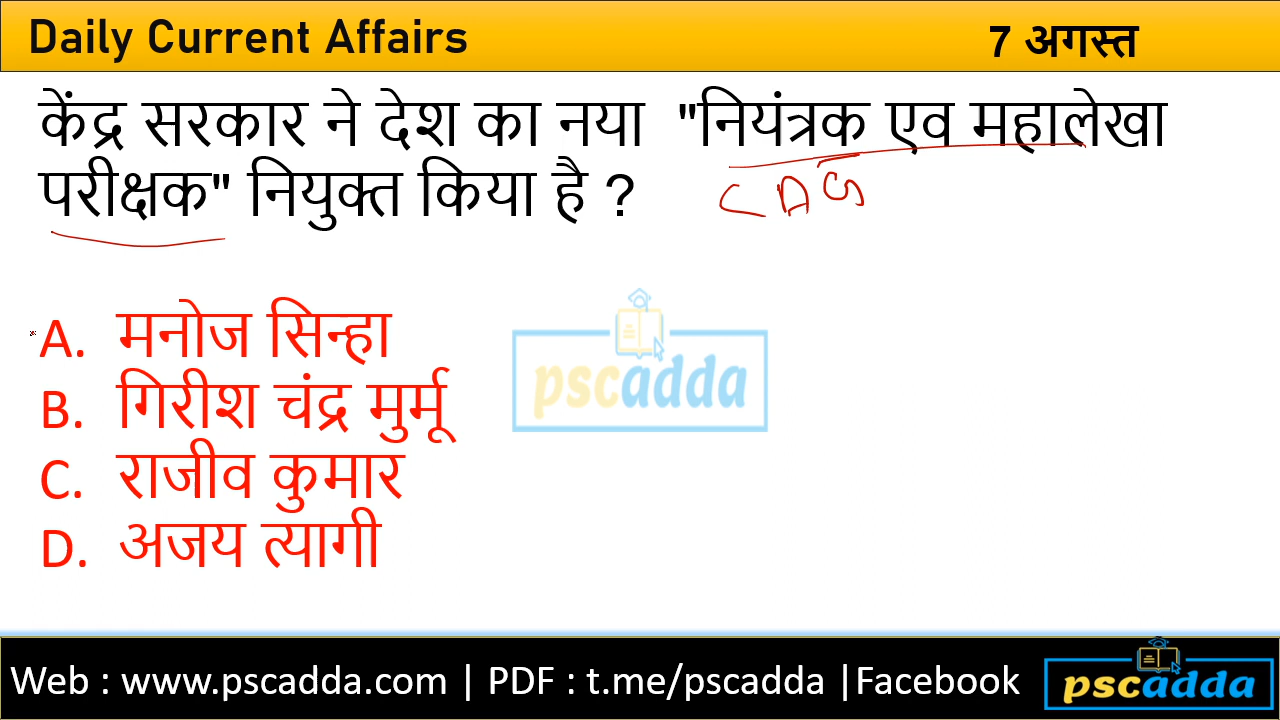 Daily Current Affairs 7 अगस्त
केंद्र सरकार ने देश का नया "नियंत्रक एव महालेखा
परीक्षक" नियुक्त किया है ?
CAG
A. मनोज सिन्हा
B. गिरीश चंद्र मुर्मू
C. राजीव कुमार
D. अजय त्यागी
pscadda
Web : www.pscadda.com | PDF : t.me/pscadda |Facebook
pscadda